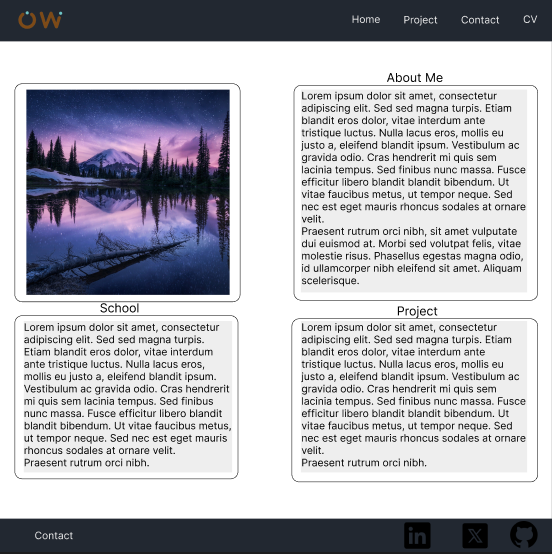 OW
Home Project Contact CV
About Me
Lorem ipsum dolor sit amet, consectetur
adipiscing elit. Sed sed magna turpis. Etiam
blandit eros dolor, vitae interdum ante
tristique luctus. Nulla lacus eros, mollis eu
justo a, eleifend blandit ipsum. Vestibulum ac
gravida odio. Cras hendrerit mi quis sem
lacinia tempus. Sed finibus nunc massa. Fusce
efficitur libero blandit blandit bibendum. Ut
vitae faucibus metus, ut tempor neque. Sed
nec est eget mauris rhoncus sodales at ornare
velit.
Praesent rutrum orci nibh, sit amet vulputate
dui euismod at. Morbi sed volutpat felis, vitae
molestie risus. Phasellus egestas magna odio,
id ullamcorper nibh eleifend sit amet. Aliquam
scelerisque.
School
Lorem ipsum dolor sit amet, consectetur
adipiscing elit. Sed sed magna turpis.
Etiam blandit eros dolor, vitae interdum
ante tristique luctus. Nulla lacus eros,
mollis eu justo a, eleifend blandit ipsum.
Vestibulum ac gravida odio. Cras hendrerit
mi quis sem lacinia tempus. Sed finibus
nunc massa. Fusce efficitur libero blandit
blandit bibendum. Ut vitae faucibus metus,
ut tempor neque. Sed nec est eget mauris
rhoncus sodales at ornare velit.
Praesent rutrum orci nibh.
Project
Lorem ipsum dolor sit amet, consectetur
adipiscing elit. Sed sed magna turpis. Etiam
blandit eros dolor, vitae interdum ante
tristique luctus. Nulla lacus eros, mollis eu
justo a, eleifend blandit ipsum. Vestibulum ac
gravida odio. Cras hendrerit mi quis sem
lacinia tempus. Sed finibus nunc massa. Fusce
efficitur libero blandit blandit bibendum. Ut
vitae faucibus metus, ut tempor neque. Sed
nec est eget mauris rhoncus sodales at ornare
velit.
Praesent rutrum orci nibh.
Contact
in X